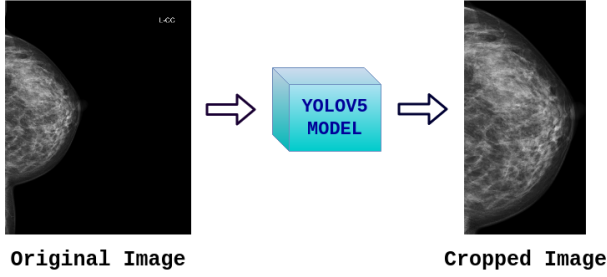 L-CC
YOLOV5
MODEL
Original Image
Cropped Image